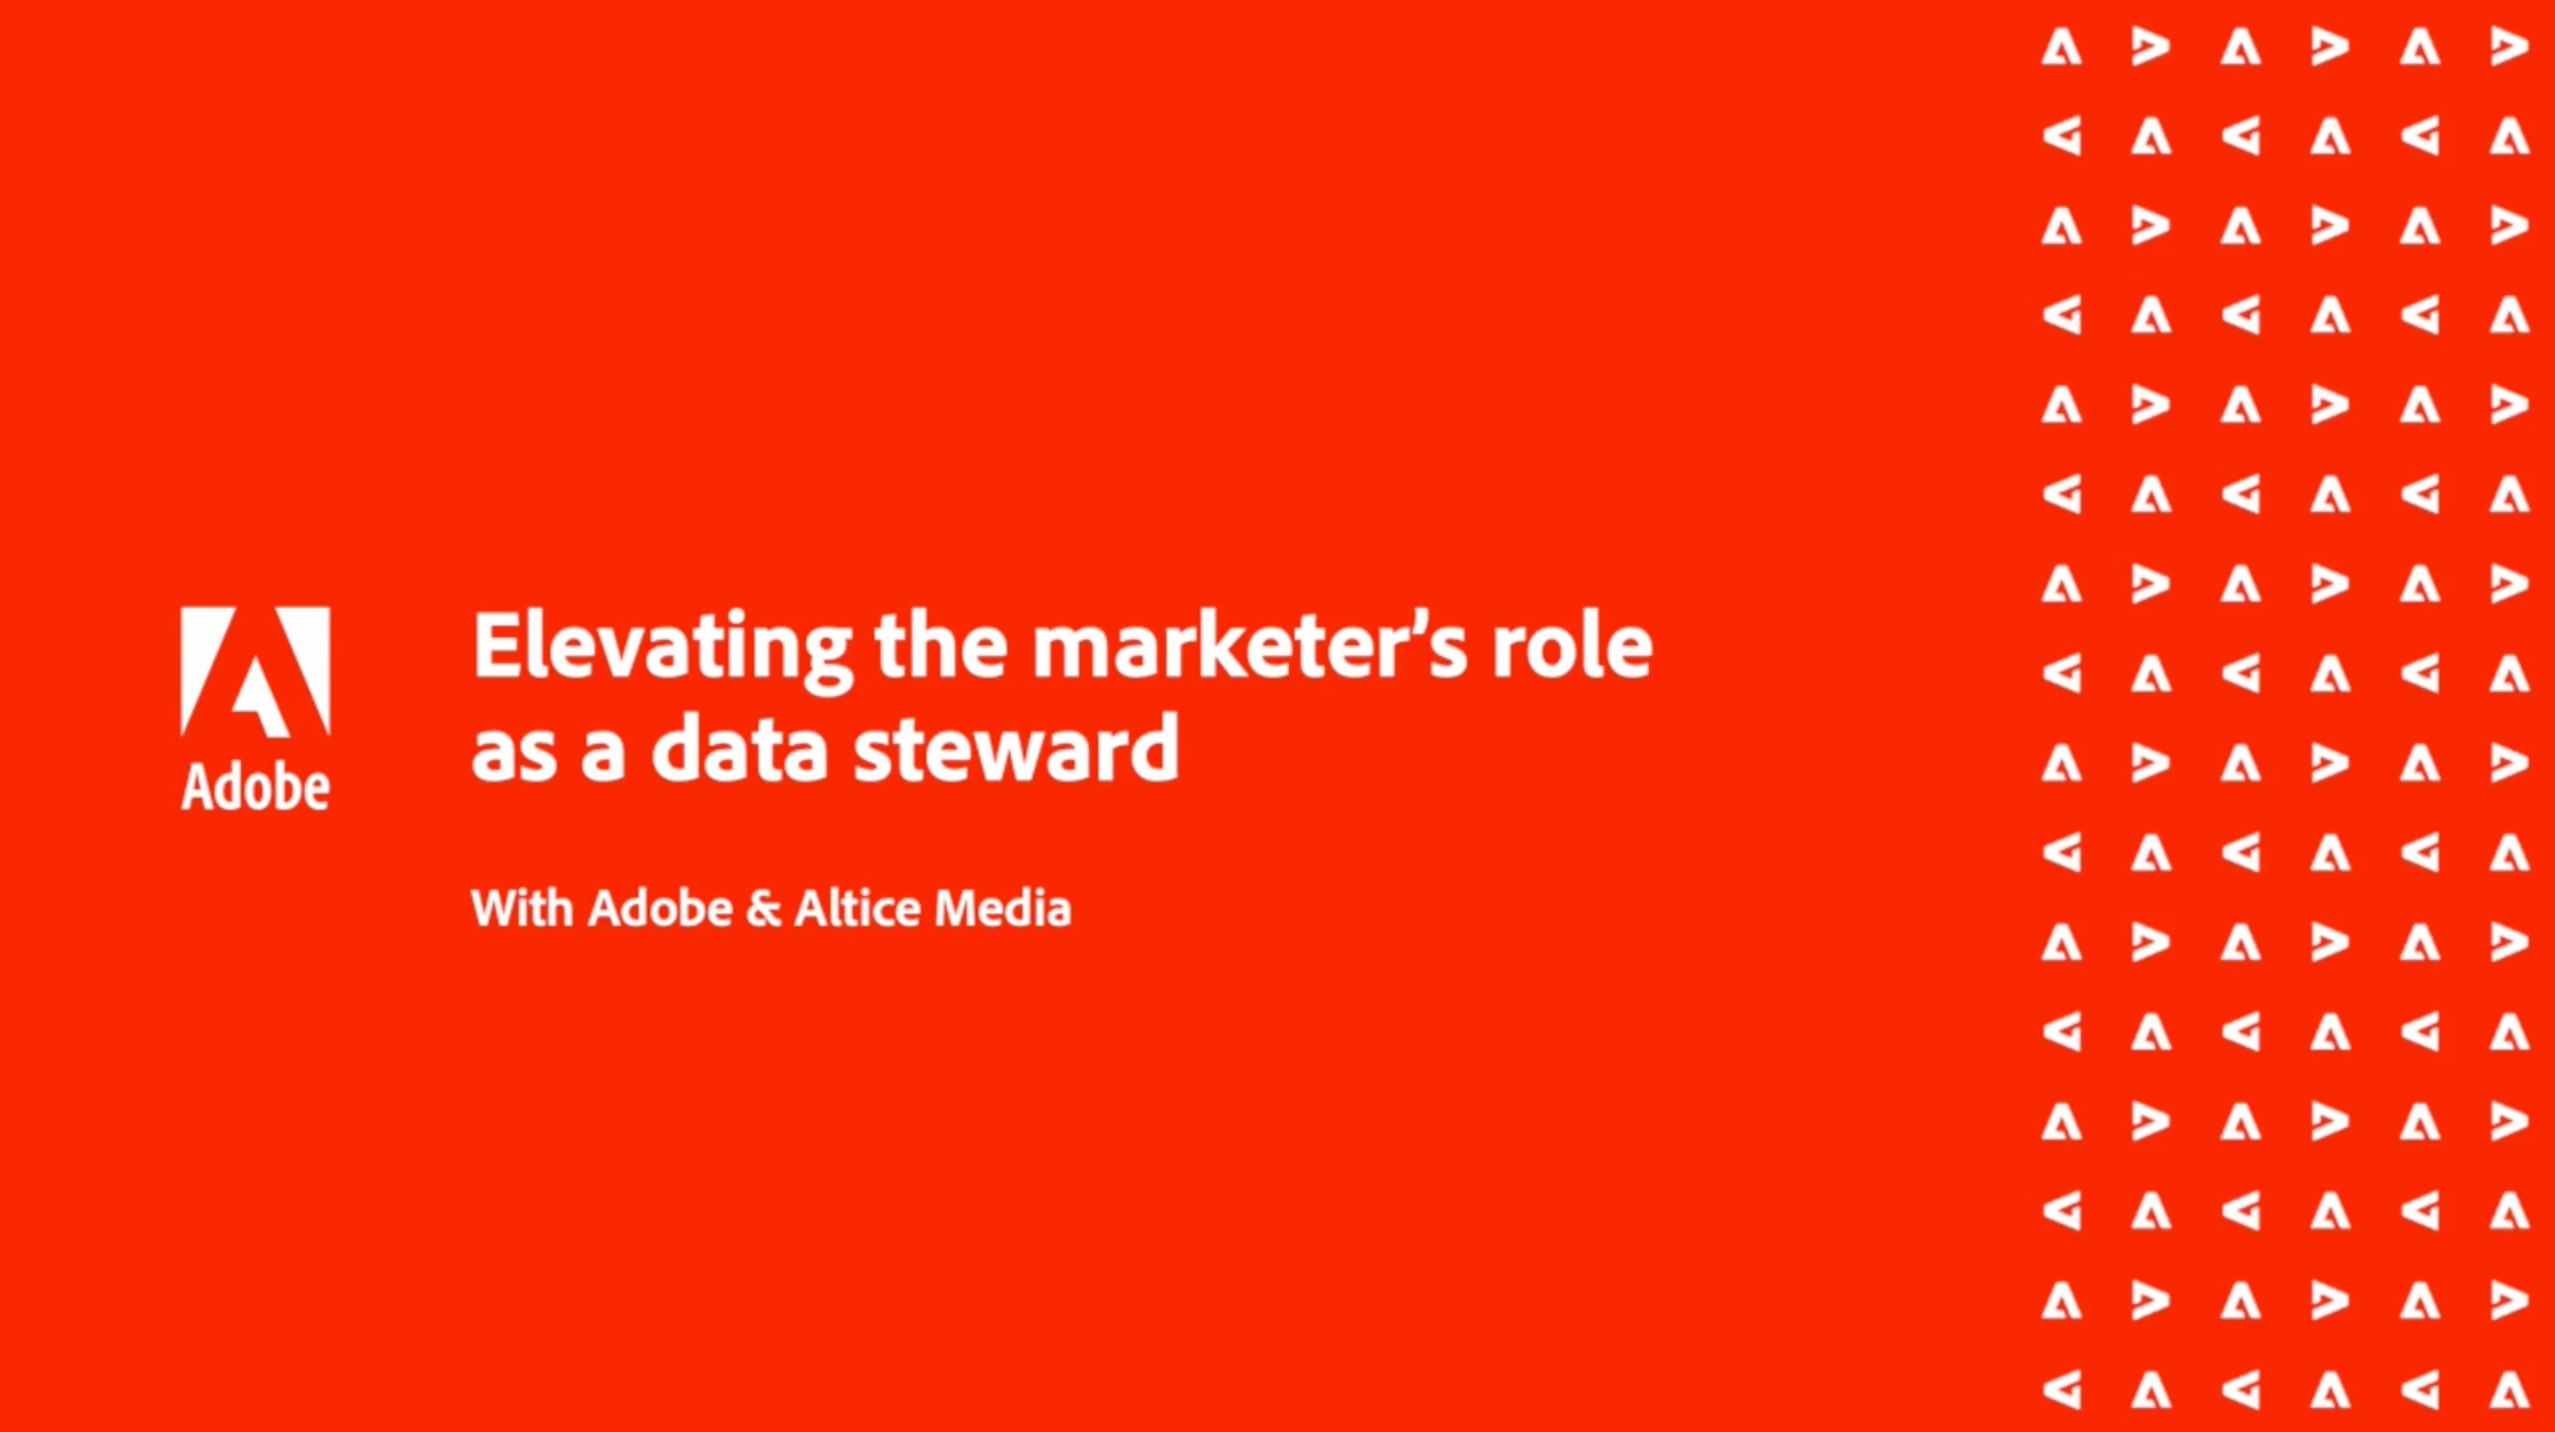 Adobe
Elevating the marketer’s role
as a data steward
With Adobe & Altice Media